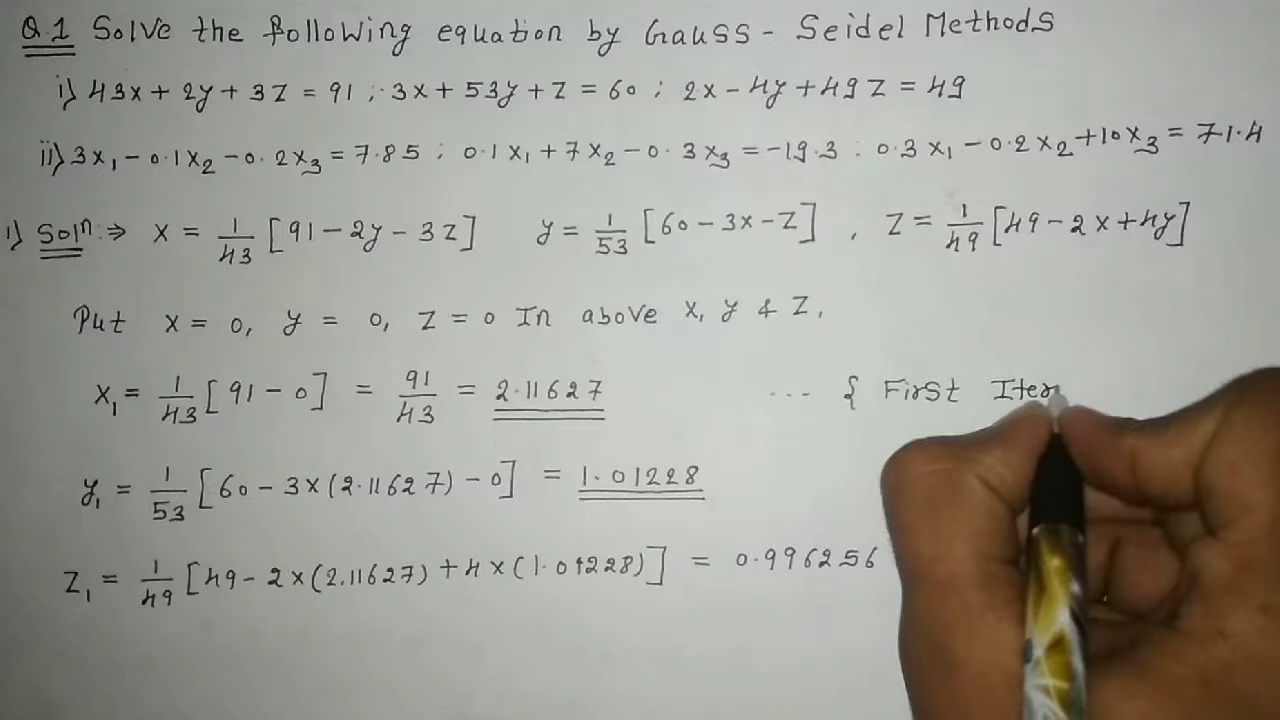 Q.1 Solve the following equation by Gauss - Seidel Methods
i) 43x + 2y + 3z = 91 ; 3x + 53y + z = 60 ; 2x - 4y + 49z = 49
ii) 3x₁ - 0.1x₂ - 0.2x₃ = 7.85 ; 0.1x₁ + 7x₂ - 0.3x₃ = -19.3 : 0.3x₁ - 0.2x₂ + 10x₃ = 71.4
i) Solⁿ :⇒ x = 1/43 [91 - 2y - 3z] y = 1/53 [60 - 3x - z] , z = 1/49 [49 - 2x + 4y]
Put x = 0, y = 0, z = 0 In above x, y & z.
x₁ = 1/43 [91 - 0] = 91/43 = 2.11627 --- { First Iter
y₁ = 1/53 [60 - 3×(2.11627) - 0] = 1.01228
z₁ = 1/49 [49 - 2×(2.11627) + 4×(1.01228)] = 0.996256